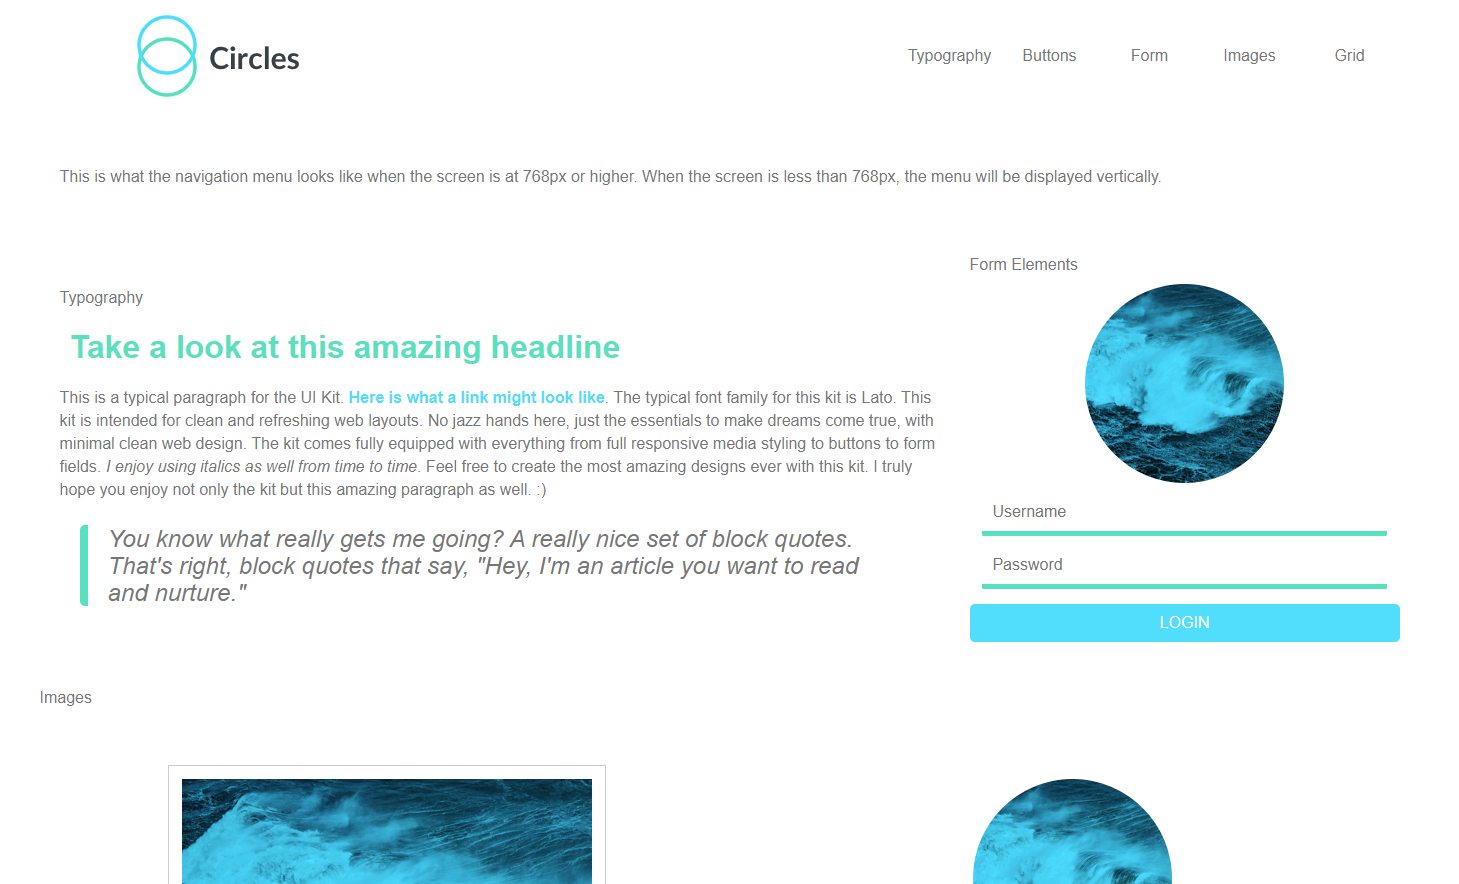 Circles
Typography Buttons Form Images Grid
This is what the navigation menu looks like when the screen is at 768px or higher. When the screen is less than 768px, the menu will be displayed vertically.
Typography
Take a look at this amazing headline
This is a typical paragraph for the UI Kit. Here is what a link might look like. The typical font family for this kit is Lato. This
kit is intended for clean and refreshing web layouts. No jazz hands here, just the essentials to make dreams come true, with
minimal clean web design. The kit comes fully equipped with everything from full responsive media styling to buttons to form
fields. I enjoy using italics as well from time to time. Feel free to create the most amazing designs ever with this kit. I truly
hope you enjoy not only the kit but this amazing paragraph as well. :)
You know what really gets me going? A really nice set of block quotes.
That's right, block quotes that say, "Hey, I'm an article you want to read
and nurture."
Form Elements
Username
Password
LOGIN
Images